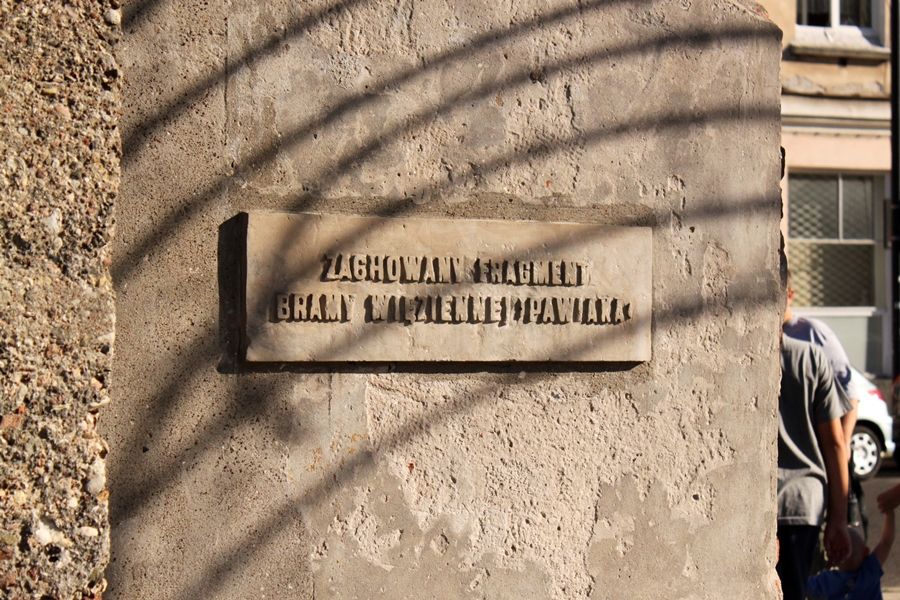 ZACHOWANY FRAGMENT
BRAMY WIĘZIENNEJ "PAWIAKA"